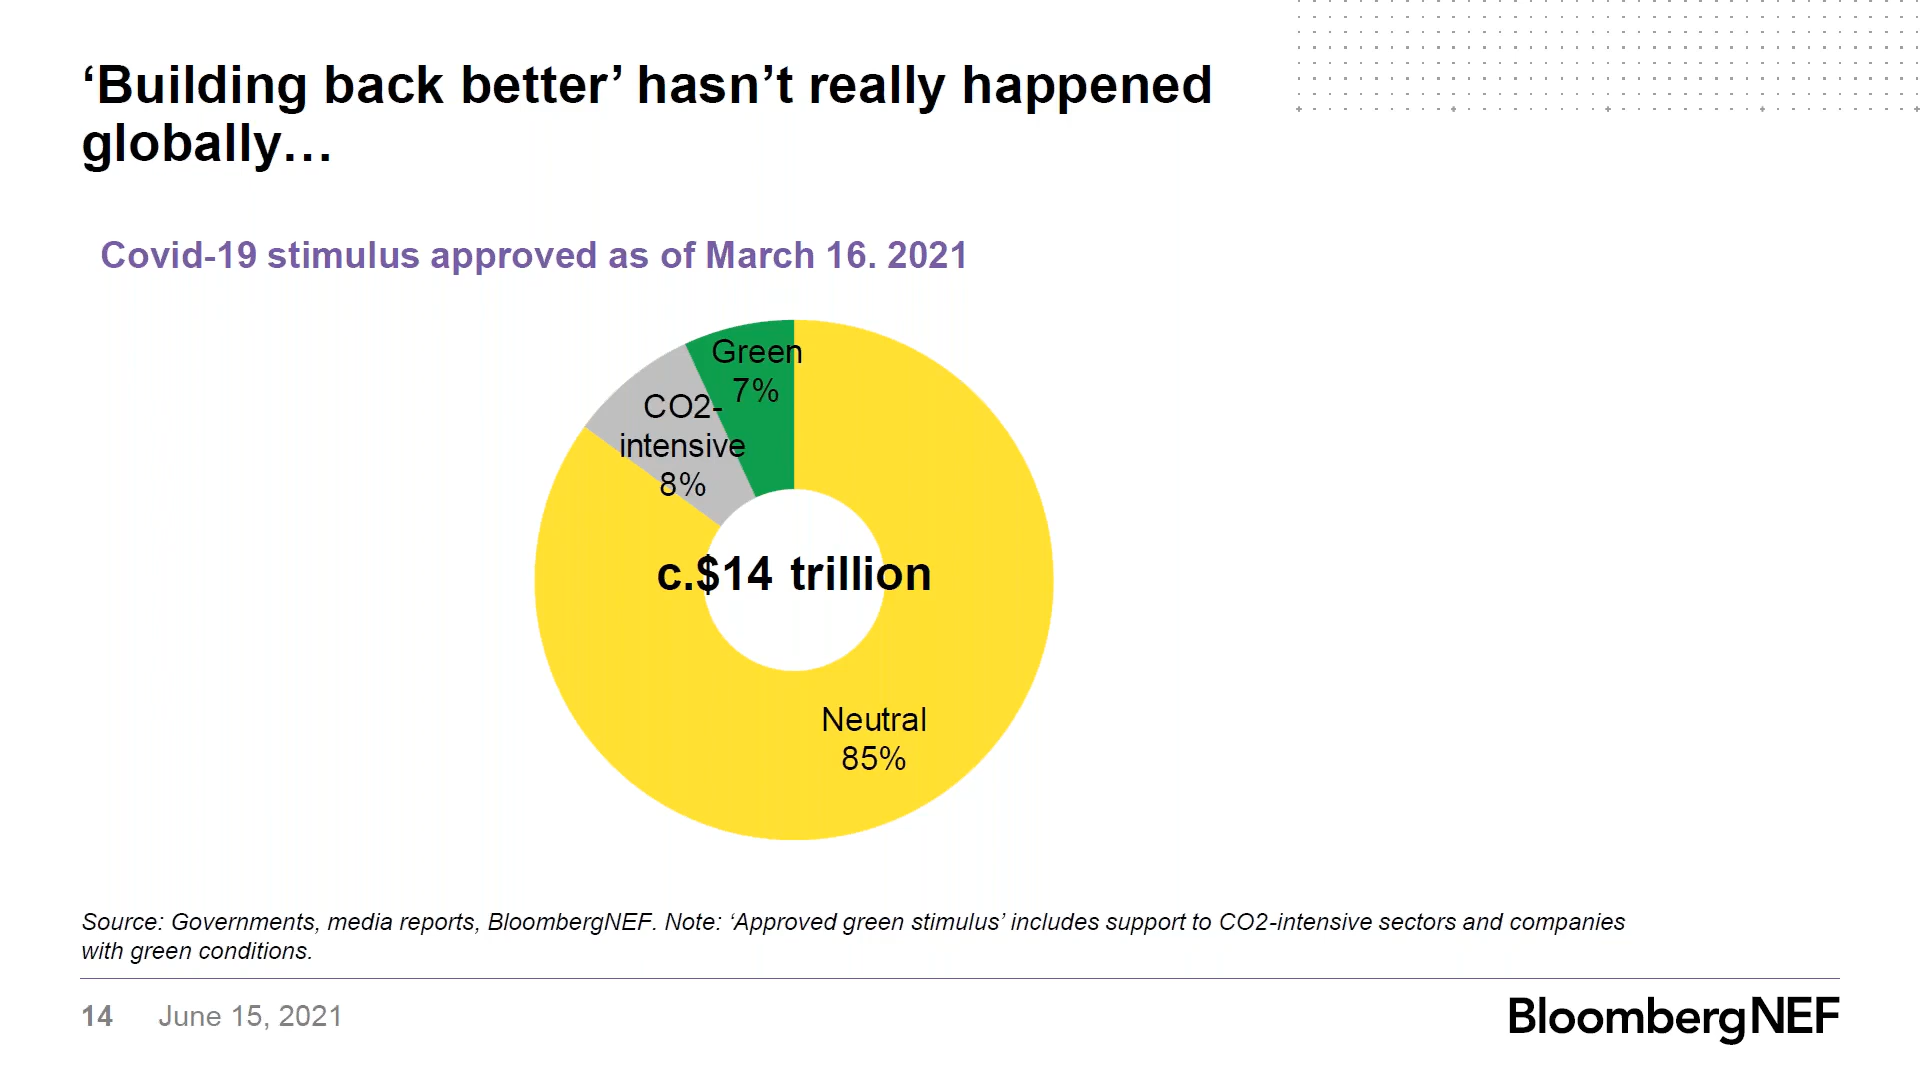 ‘Building back better’ hasn’t really happened
globally…
Covid-19 stimulus approved as of March 16. 2021
Green
7%
CO2-
intensive
8%
c.$14 trillion
Neutral
85%
Source: Governments, media reports, BloombergNEF. Note: ‘Approved green stimulus’ includes support to CO2-intensive sectors and companies
with green conditions.
14 June 15, 2021
BloombergNEF